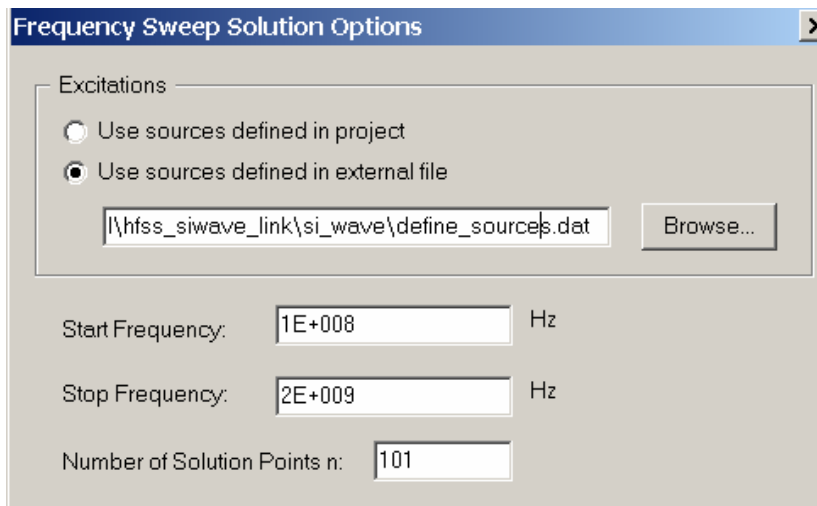 Frequency Sweep Solution Options
Excitations
Use sources defined in project
Use sources defined in external file
l\hfss_siwave_link\si_wave\define_sources.dat Browse...
Start Frequency: 1E+008 Hz
Stop Frequency: 2E+009 Hz
Number of Solution Points n: 101